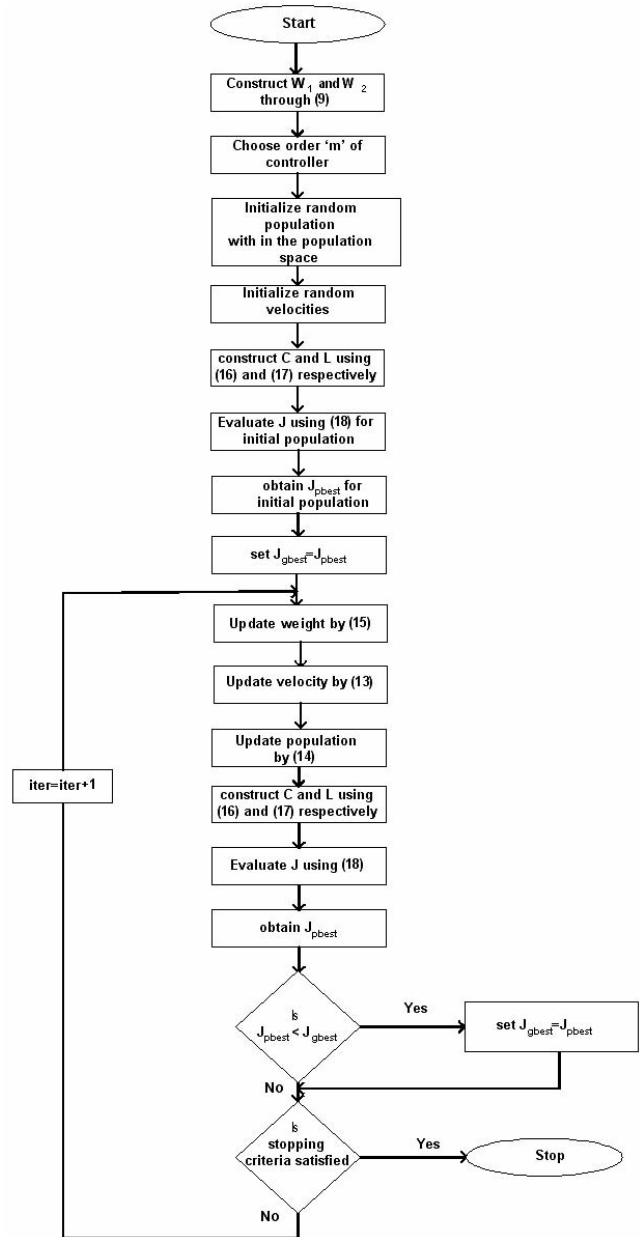 Start
Construct W₁ and W ₂
through (9)
Choose order ‘m’ of
controller
Initialize random
population
with in the population
space
Initialize random
velocities
construct C and L using
(16) and (17) respectively
Evaluate J using (18) for
initial population
obtain Jpbest for
initial population
set Jgbest=Jpbest
Update weight by (15)
Update velocity by (13)
Update population
by (14)
iter=iter+1
construct C and L using
(16) and (17) respectively
Evaluate J using (18)
obtain Jpbest
Is
Jpbest < Jgbest
Yes
set Jgbest=Jpbest
No
Is
stopping
criteria satisfied
Yes
Stop
No